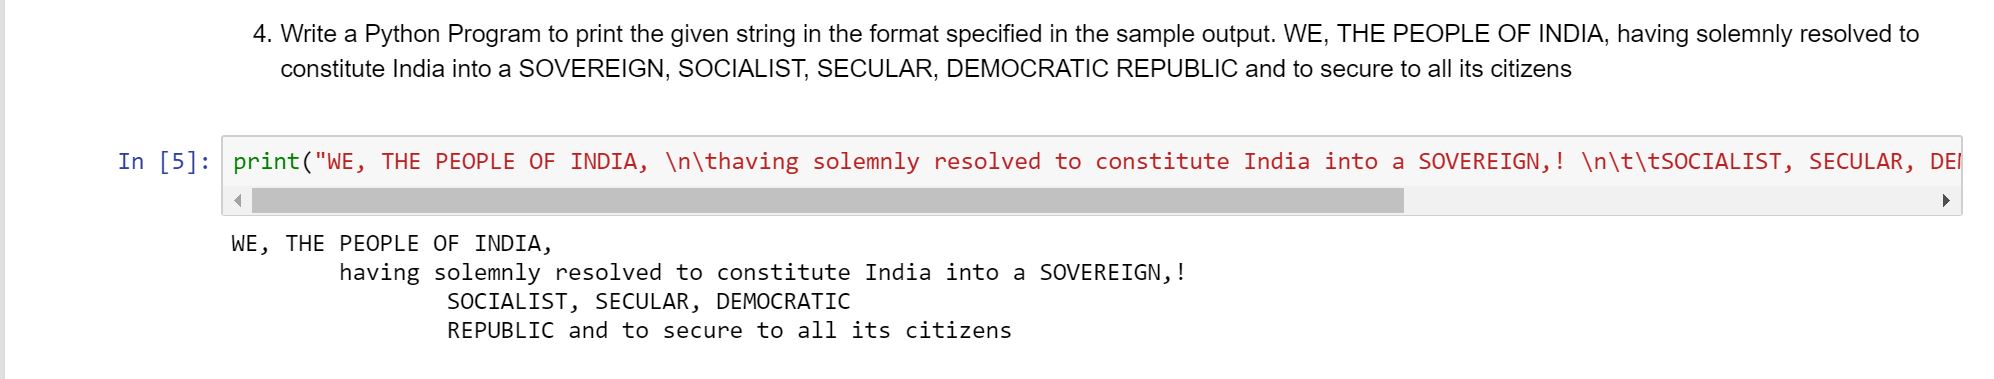 4. Write a Python Program to print the given string in the format specified in the sample output. WE, THE PEOPLE OF INDIA, having solemnly resolved to
constitute India into a SOVEREIGN, SOCIALIST, SECULAR, DEMOCRATIC REPUBLIC and to secure to all its citizens
In [5]: print("WE, THE PEOPLE OF INDIA, \n\thaving solemnly resolved to constitute India into a SOVEREIGN,! \n\t\tSOCIALIST, SECULAR,
WE, THE PEOPLE OF INDIA,
having solemnly resolved to constitute India into a SOVEREIGN,!
SOCIALIST, SECULAR, DEMOCRATIC
REPUBLIC and to secure to all its citizens